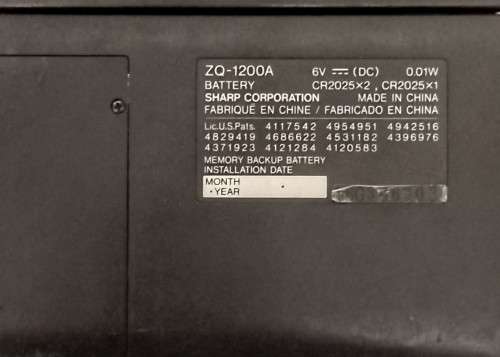 ZQ-1200A 6V ⎓ (DC) 0.01W
BATTERY CR2025×2 , CR2025×1
SHARP CORPORATION MADE IN CHINA
FABRIQUÉ EN CHINE / FABRICADO EN CHINA
Lic.U.S.Pats. 4117542 4954951 4942516
4829419 4686622 4531182 4396976
4371923 4121284 4120583
MEMORY BACKUP BATTERY
INSTALLATION DATE
MONTH
YEAR